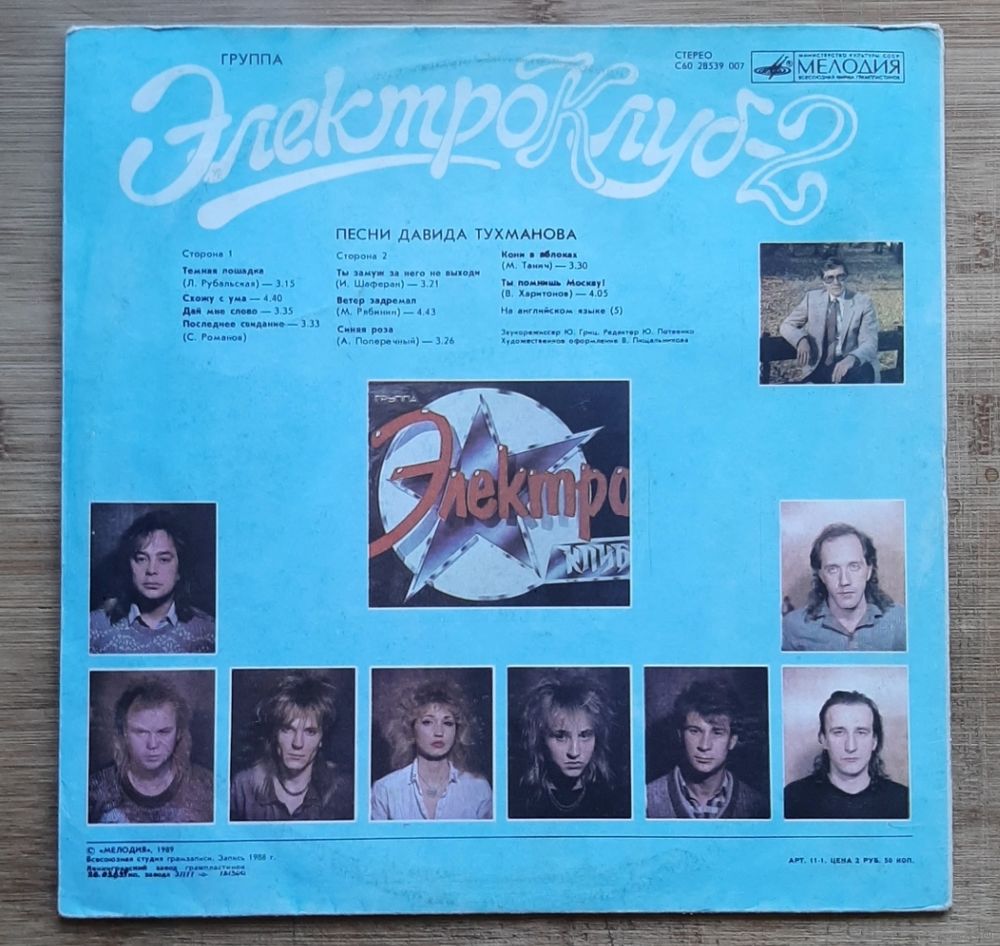 ГРУППА
ЭлектроКлуб-2
СТЕРЕО
С60 28539 007
МИНИСТЕРСТВО КУЛЬТУРЫ СССР
МЕЛОДИЯ
ВСЕСОЮЗНАЯ ФИРМА ГРАМПЛАСТИНОК
ПЕСНИ ДАВИДА ТУХМАНОВА
Сторона 1
Темная лошадка
(Л. Рубальская) — 3.15
Схожу с ума — 4.40
Дай мне слово — 3.35
Последнее свидание — 3.33
(С. Романов)
Сторона 2
Ты замуж за него не выходи
(И. Шаферан) — 3.21
Ветер задремал
(М. Рябинин) — 4.43
Синяя роза
(А. Поперечный) — 3.26
Кони в яблоках
(М. Танич) — 3.30
Ты помнишь Москву!
(В. Харитонов) — 4.05
На английском языке (5)
Звукорежиссер Ю. Гриц. Редактор Ю. Потеенко
Художественное оформление В. Пищальникова
ГРУППА
Электро
КЛУБ
© «МЕЛОДИЯ», 1989
Всесоюзная студия грамзаписи. Запись 1988 г.
Ленинградский завод грампластинок
АРТ. 11-1. ЦЕНА 2 РУБ. 50 КОП.